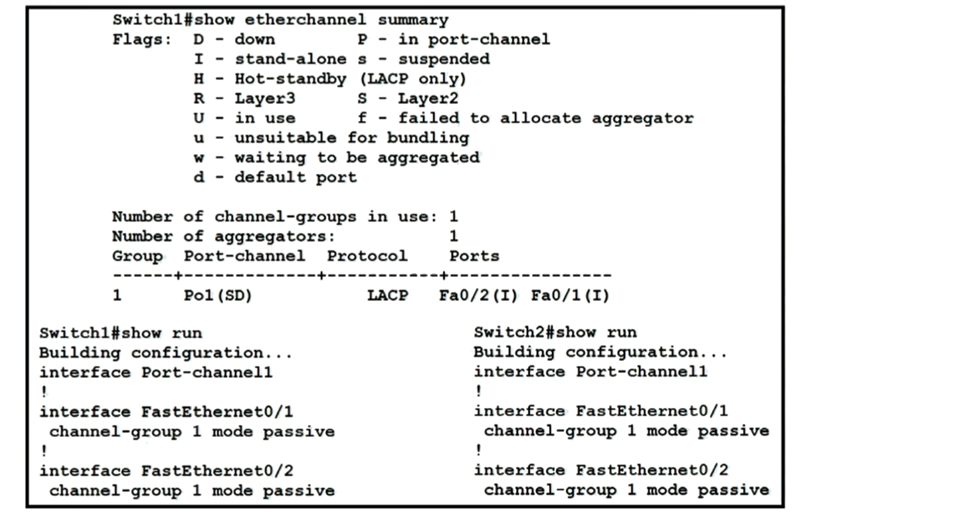 Switch1#show etherchannel summary
Flags: D - down P - in port-channel
I - stand-alone s - suspended
H - Hot-standby (LACP only)
R - Layer3 S - Layer2
U - in use f - failed to allocate aggregator
u - unsuitable for bundling
w - waiting to be aggregated
d - default port
Number of channel-groups in use: 1
Number of aggregators: 1
Group Port-channel Protocol Ports
------+-------------+-----------+----------------
1 Po1(SD) LACP Fa0/2(I) Fa0/1(I)
Switch1#show run
Building configuration...
interface Port-channel1
!
interface FastEthernet0/1
channel-group 1 mode passive
!
interface FastEthernet0/2
channel-group 1 mode passive
Switch2#show run
Building configuration...
interface Port-channel1
!
interface FastEthernet0/1
channel-group 1 mode passive
!
interface FastEthernet0/2
channel-group 1 mode passive